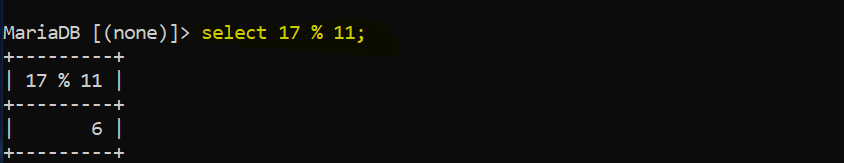 MariaDB [(none)]> select 17 % 11;
+---------+
| 17 % 11 |
+---------+
|       6 |
+---------+